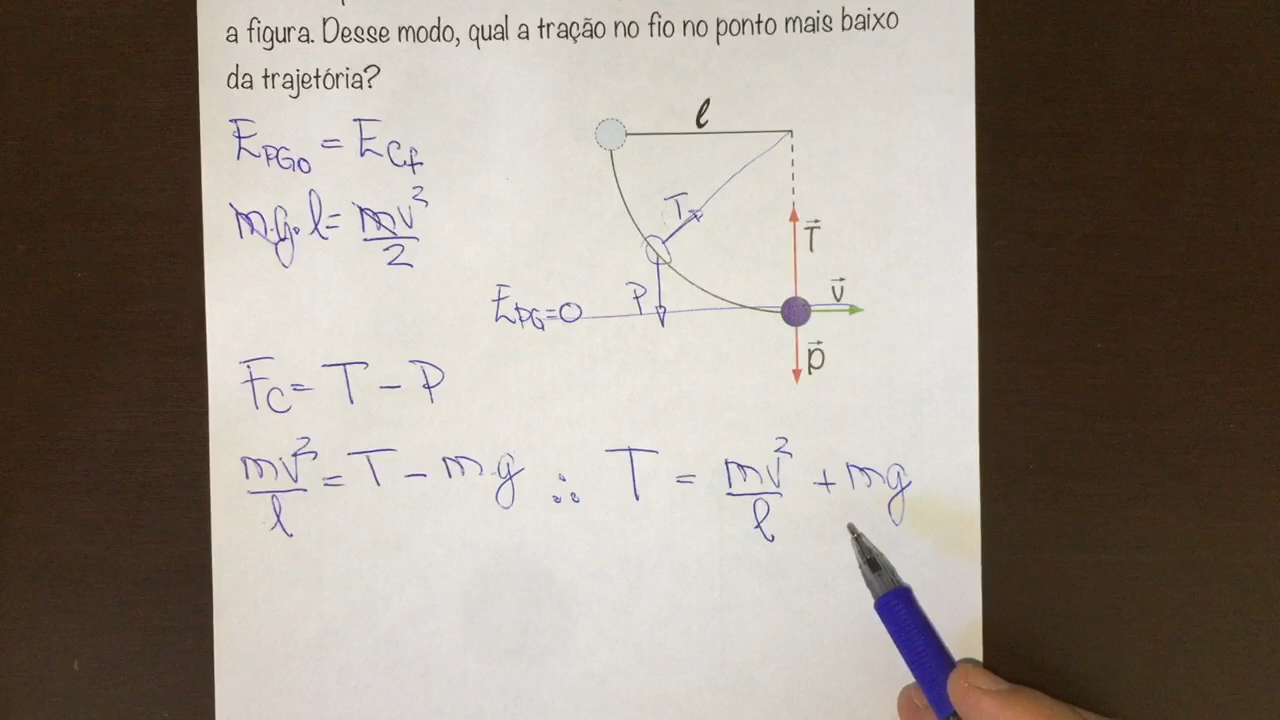 a figura. Desse modo, qual a tração no fio no ponto mais baixo
da trajetória?
E_PG0 = E_Cf
m.g.l = mv²/2
l
T
P
T⃗
v⃗
p⃗
E_PG=0
F_C = T - P
mv²/l = T - m.g ∴ T = mv²/l + mg